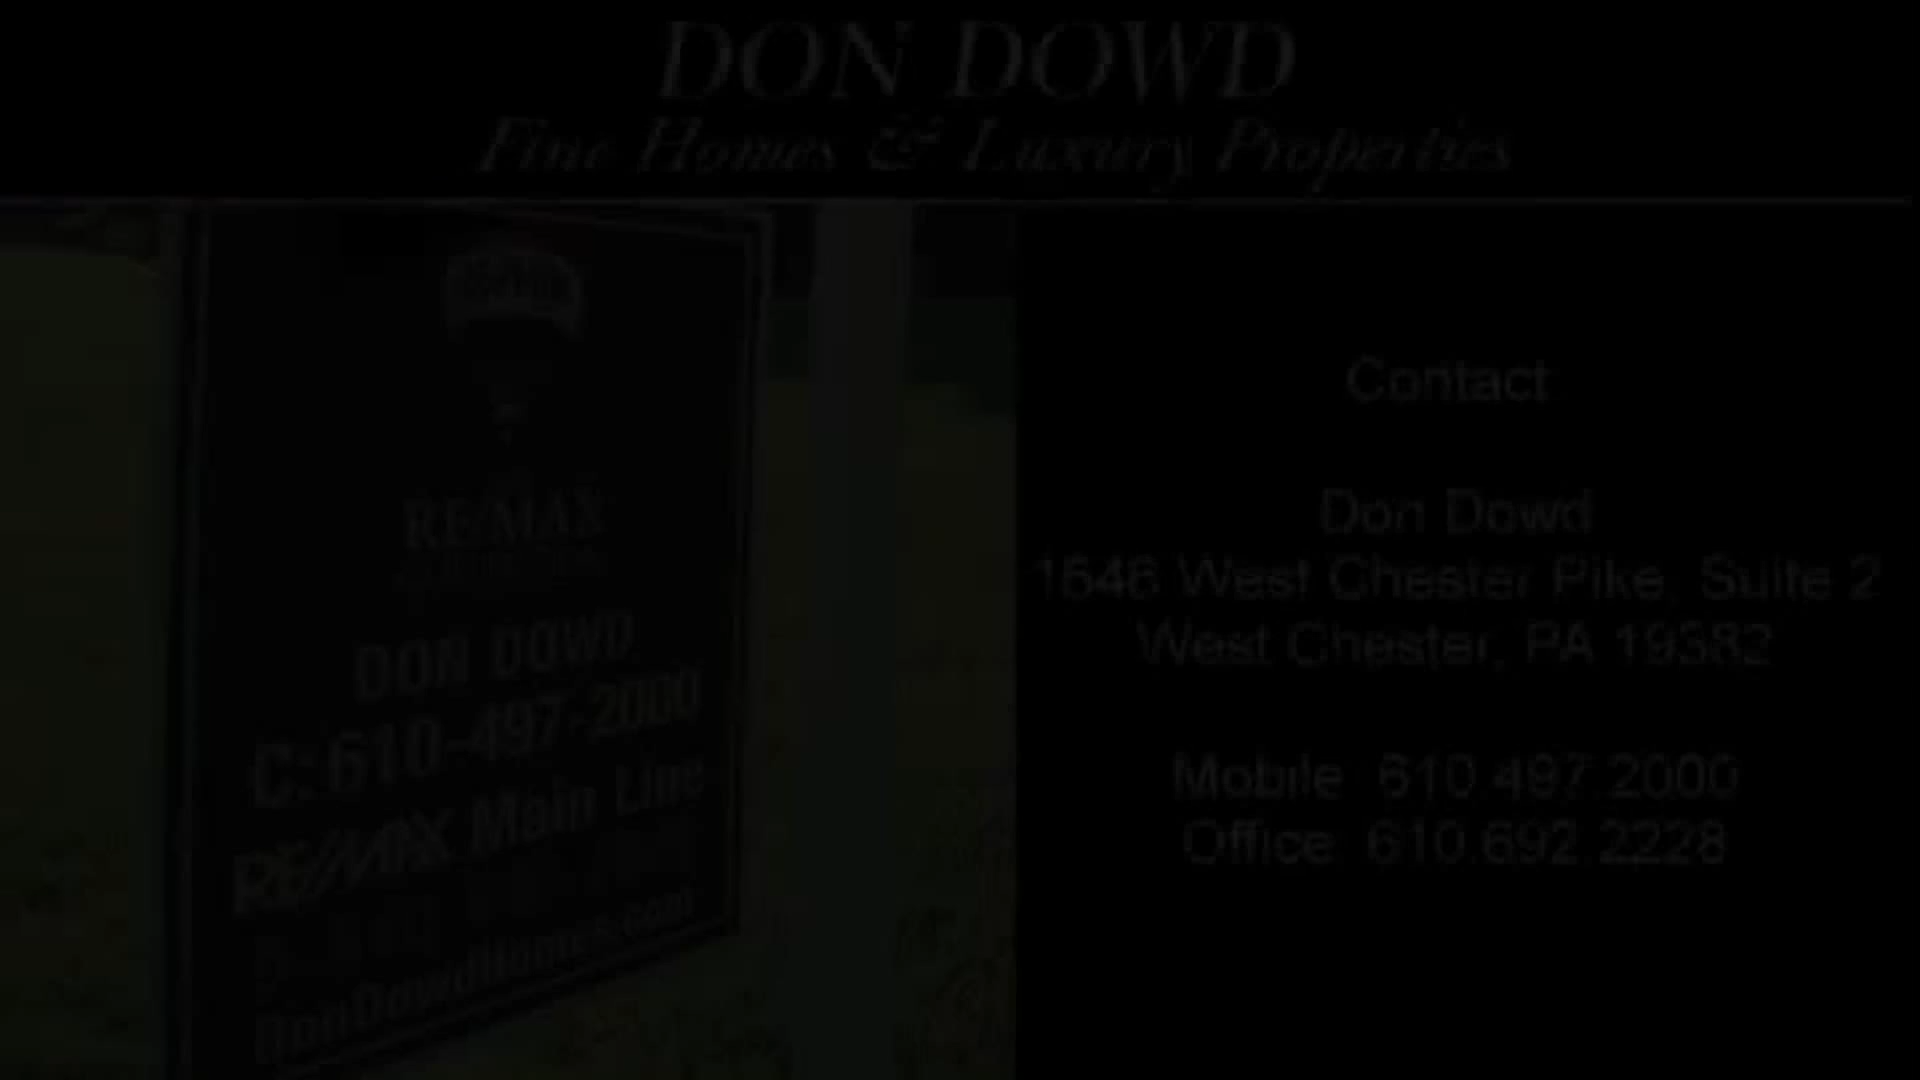 DON DOWD
Fine Homes & Luxury Properties
RE/MAX
DON DOWD
C: 610-497-2000
RE/MAX Main Line
DonDowdHomes.com
Contact
Don Dowd
1646 West Chester Pike, Suite 2
West Chester, PA 19382
Mobile: 610.497.2000
Office: 610.692.2228